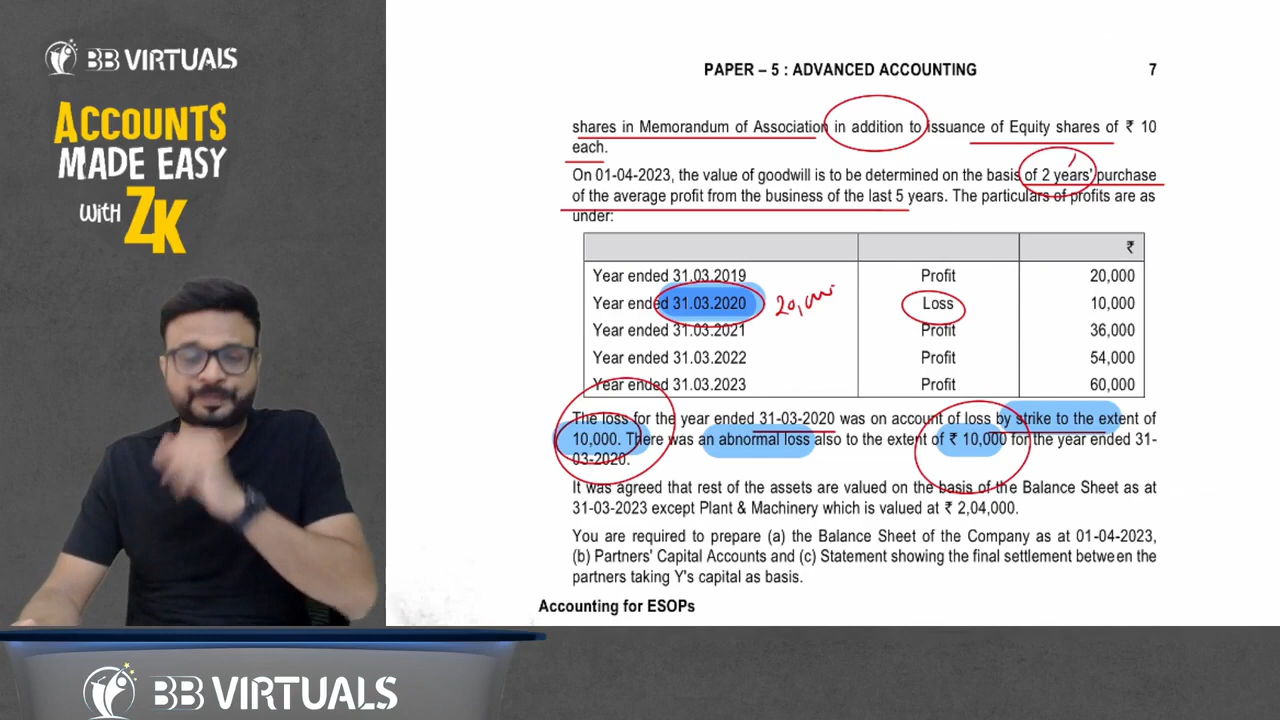 BB VIRTUALS
ACCOUNTS
MADE EASY
WITH ZK
PAPER – 5 : ADVANCED ACCOUNTING 7
shares in Memorandum of Association in addition to issuance of Equity shares of ₹ 10
each.
On 01-04-2023, the value of goodwill is to be determined on the basis of 2 years' purchase
of the average profit from the business of the last 5 years. The particulars of profits are as
under:
₹
Year ended 31.03.2019 Profit 20,000
Year ended 31.03.2020 20,000 Loss 10,000
Year ended 31.03.2021 Profit 36,000
Year ended 31.03.2022 Profit 54,000
Year ended 31.03.2023 Profit 60,000
The loss for the year ended 31-03-2020 was on account of loss by strike to the extent of
10,000. There was an abnormal loss also to the extent of ₹ 10,000 for the year ended 31-
03-2020.
It was agreed that rest of the assets are valued on the basis of the Balance Sheet as at
31-03-2023 except Plant & Machinery which is valued at ₹ 2,04,000.
You are required to prepare (a) the Balance Sheet of the Company as at 01-04-2023,
(b) Partners' Capital Accounts and (c) Statement showing the final settlement between the
partners taking Y's capital as basis.
Accounting for ESOPs
BB VIRTUALS